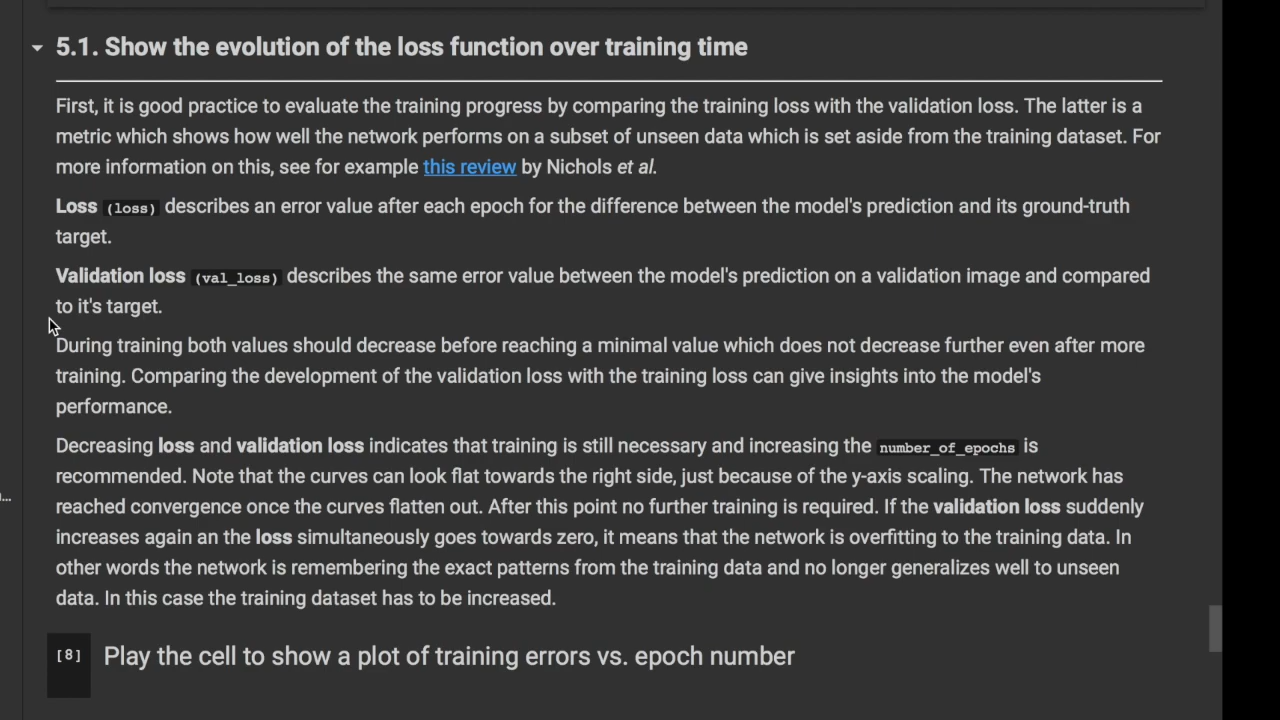 5.1. Show the evolution of the loss function over training time
First, it is good practice to evaluate the training progress by comparing the training loss with the validation loss. The latter is a
metric which shows how well the network performs on a subset of unseen data which is set aside from the training dataset. For
more information on this, see for example this review by Nichols et al.
Loss (loss) describes an error value after each epoch for the difference between the model's prediction and its ground-truth
target.
Validation loss (val_loss) describes the same error value between the model's prediction on a validation image and compared
to it's target.
During training both values should decrease before reaching a minimal value which does not decrease further even after more
training. Comparing the development of the validation loss with the training loss can give insights into the model's
performance.
Decreasing loss and validation loss indicates that training is still necessary and increasing the number_of_epochs is
recommended. Note that the curves can look flat towards the right side, just because of the y-axis scaling. The network has
reached convergence once the curves flatten out. After this point no further training is required. If the validation loss suddenly
increases again an the loss simultaneously goes towards zero, it means that the network is overfitting to the training data. In
other words the network is remembering the exact patterns from the training data and no longer generalizes well to unseen
data. In this case the training dataset has to be increased.
[8] Play the cell to show a plot of training errors vs. epoch number